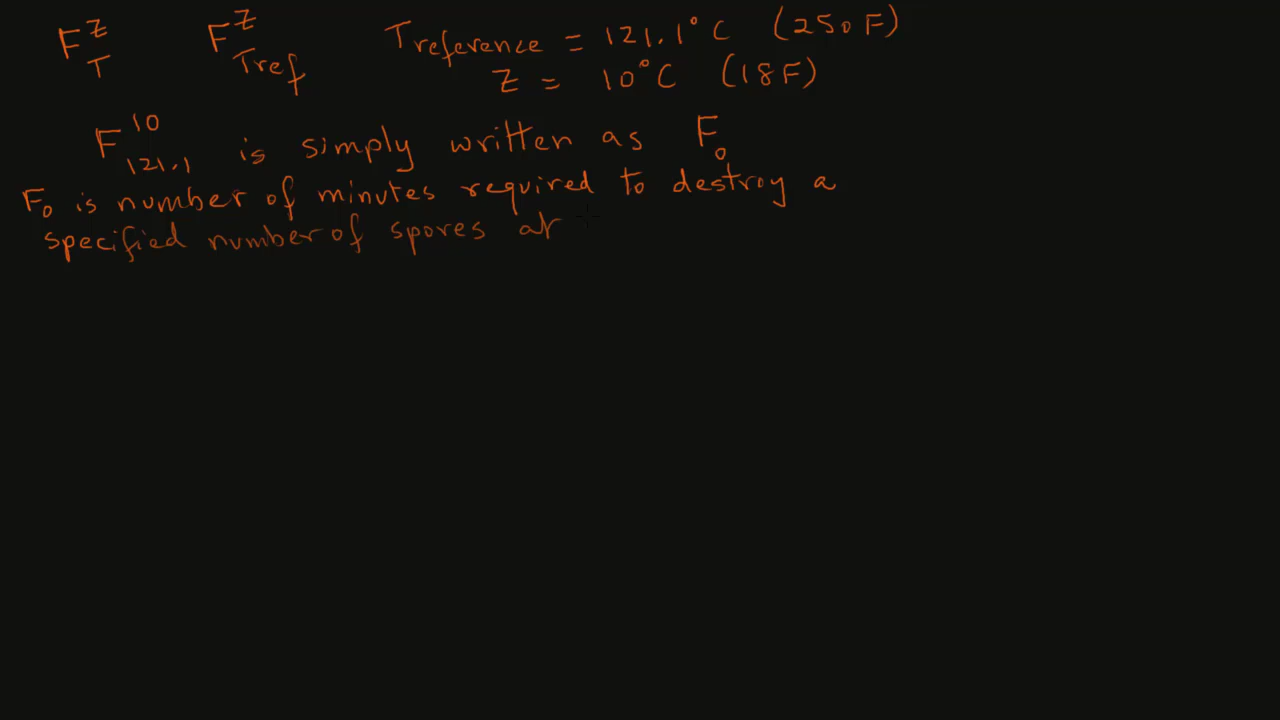 F^Z_T F^Z_Tref Treference = 121.1°C (250F)
Z = 10°C (18F)
F^10_121.1 is simply written as F_0
F_0 is number of minutes required to destroy a
specified number of spores at